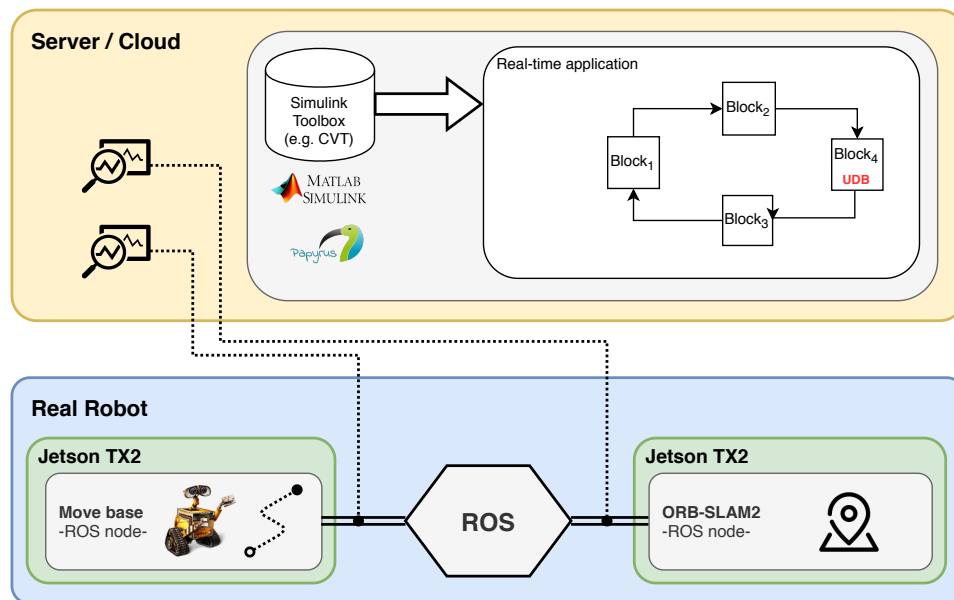 Server / Cloud
Simulink
Toolbox
(e.g. CVT)
MATLAB
SIMULINK
Papyrus
Real-time application
Block₂
Block₁
Block₄
UDB
Block₃
Real Robot
Jetson TX2
Move base
-ROS node-
ROS
Jetson TX2
ORB-SLAM2
-ROS node-